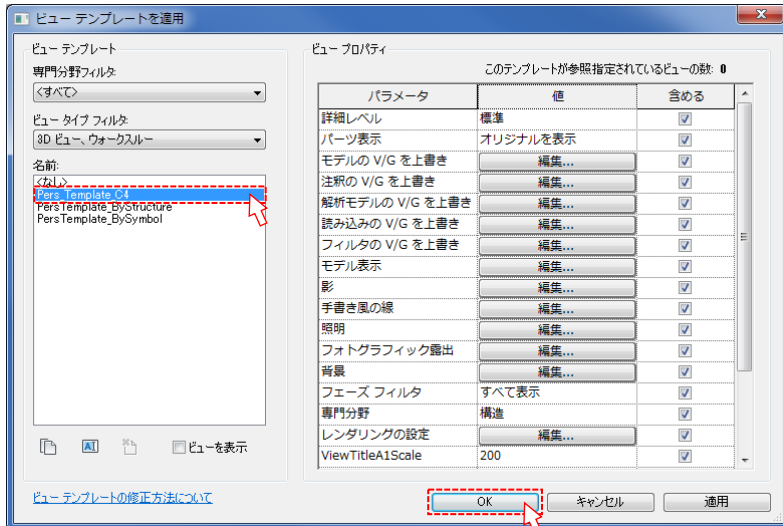 ビュー テンプレートを適用
ビュー テンプレート
専門分野フィルタ:
<すべて>
ビュー タイプ フィルタ:
3D ビュー、ウォークスルー
名前:
<なし>
Pers_Template_C4
PersTemplate_ByStructure
PersTemplate_BySymbol
ビューを表示
ビュー テンプレートの修正方法について
ビュー プロパティ
このテンプレートが参照指定されているビューの数: 0
パラメータ 値 含める
詳細レベル 標準
パーツ表示 オリジナルを表示
モデルの V/G を上書き 編集...
注釈の V/G を上書き 編集...
解析モデルの V/G を上書き 編集...
読み込みの V/G を上書き 編集...
フィルタの V/G を上書き 編集...
モデル表示 編集...
影 編集...
手書き風の線 編集...
照明 編集...
フォトグラフィック露出 編集...
背景 編集...
フェーズ フィルタ すべて表示
専門分野 構造
レンダリングの設定 編集...
ViewTitleA1Scale 200
OK キャンセル 適用